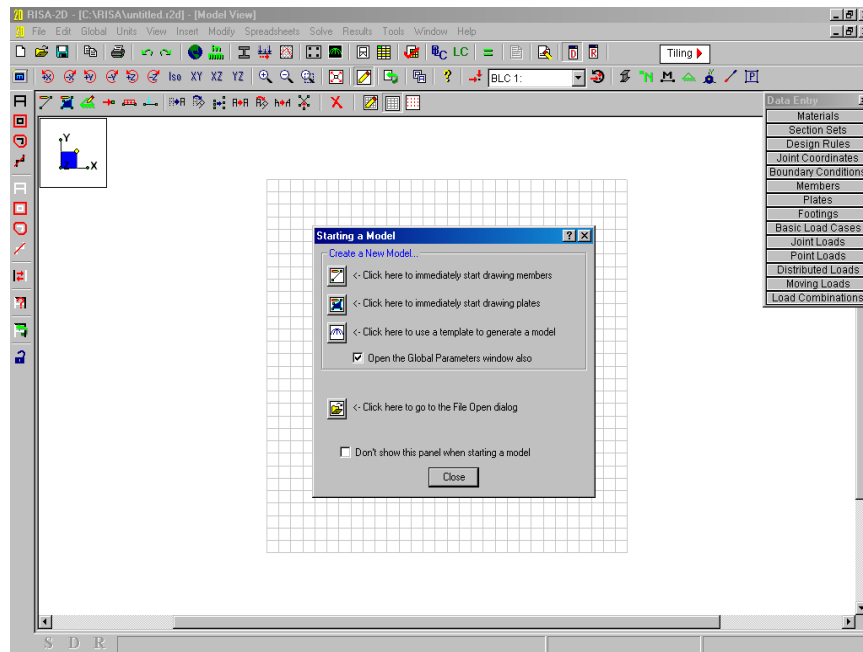 RISA-2D - [C:\RISA\untitled.r2d] - [Model View]
File Edit Global Units View Insert Modify Spreadsheets Solve Results Tools Window Help
BC LC = D R Tiling
Iso XY XZ YZ ? BLC 1: P
Data Entry
Materials
Section Sets
Design Rules
Joint Coordinates
Boundary Conditions
Members
Plates
Footings
Basic Load Cases
Joint Loads
Point Loads
Distributed Loads
Moving Loads
Load Combinations
Y
X
Starting a Model
Create a New Model...
<- Click here to immediately start drawing members
<- Click here to immediately start drawing plates
<- Click here to use a template to generate a model
Open the Global Parameters window also
<- Click here to go to the File Open dialog
Don't show this panel when starting a model
Close
S D R